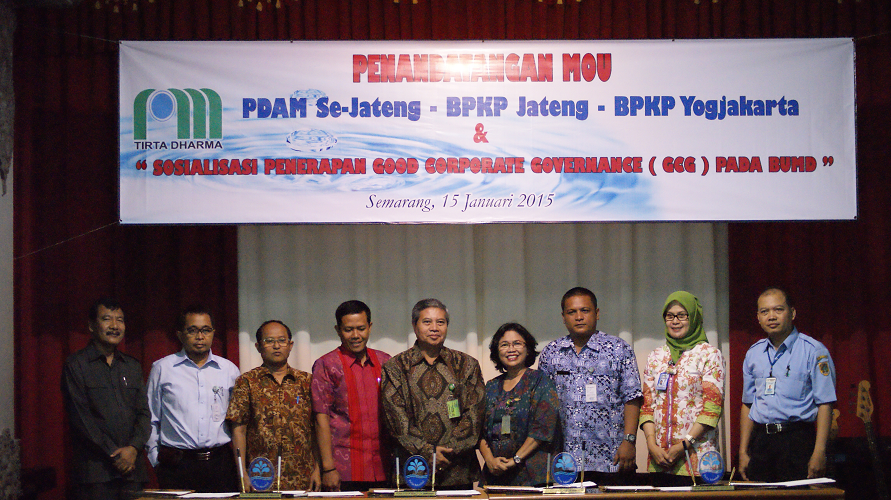 PENANDATANGAN MOU
PDAM Se-Jateng - BPKP Jateng - BPKP Yogjakarta
&
TIRTA DHARMA
“ SOSIALISASI PENERAPAN GOOD CORPORATE GOVERNANCE ( GCG ) PADA BUMD ”
Semarang, 15 Januari 2015